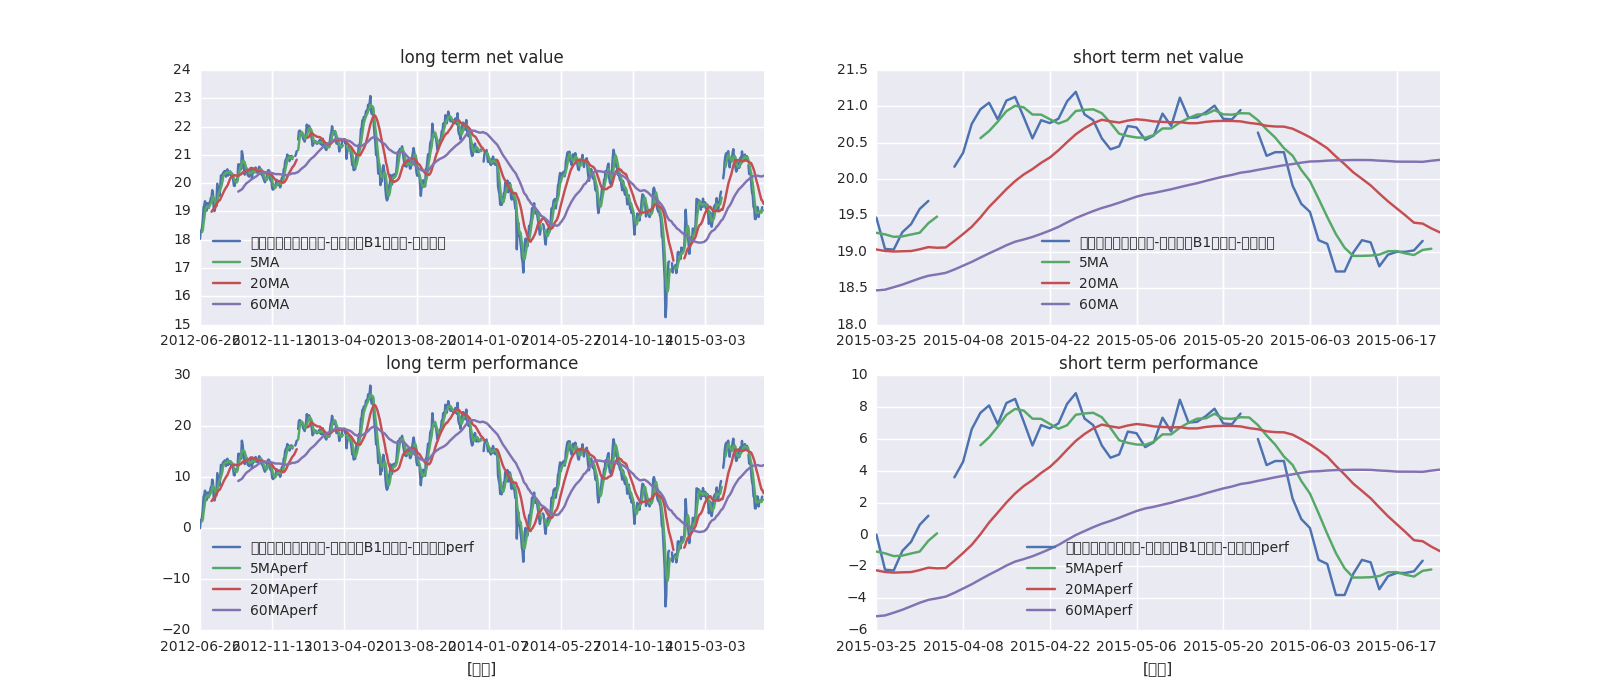 long term net value
24
23
22
21
20
19
18
17
16
15
-B1-
5MA
20MA
60MA
2012-06-26 2012-11-13 2013-04-02 2013-08-20 2014-01-07 2014-05-27 2014-10-14 2015-03-03
short term net value
21.5
21.0
20.5
20.0
19.5
19.0
18.5
18.0
-B1-
5MA
20MA
60MA
2015-03-25 2015-04-08 2015-04-22 2015-05-06 2015-05-20 2015-06-03 2015-06-17
long term performance
30
20
10
0
−10
−20
-B1-perf
5MAperf
20MAperf
60MAperf
2012-06-26 2012-11-13 2013-04-02 2013-08-20 2014-01-07 2014-05-27 2014-10-14 2015-03-03
[]
short term performance
10
8
6
4
2
0
−2
−4
−6
-B1-perf
5MAperf
20MAperf
60MAperf
2015-03-25 2015-04-08 2015-04-22 2015-05-06 2015-05-20 2015-06-03 2015-06-17
[]